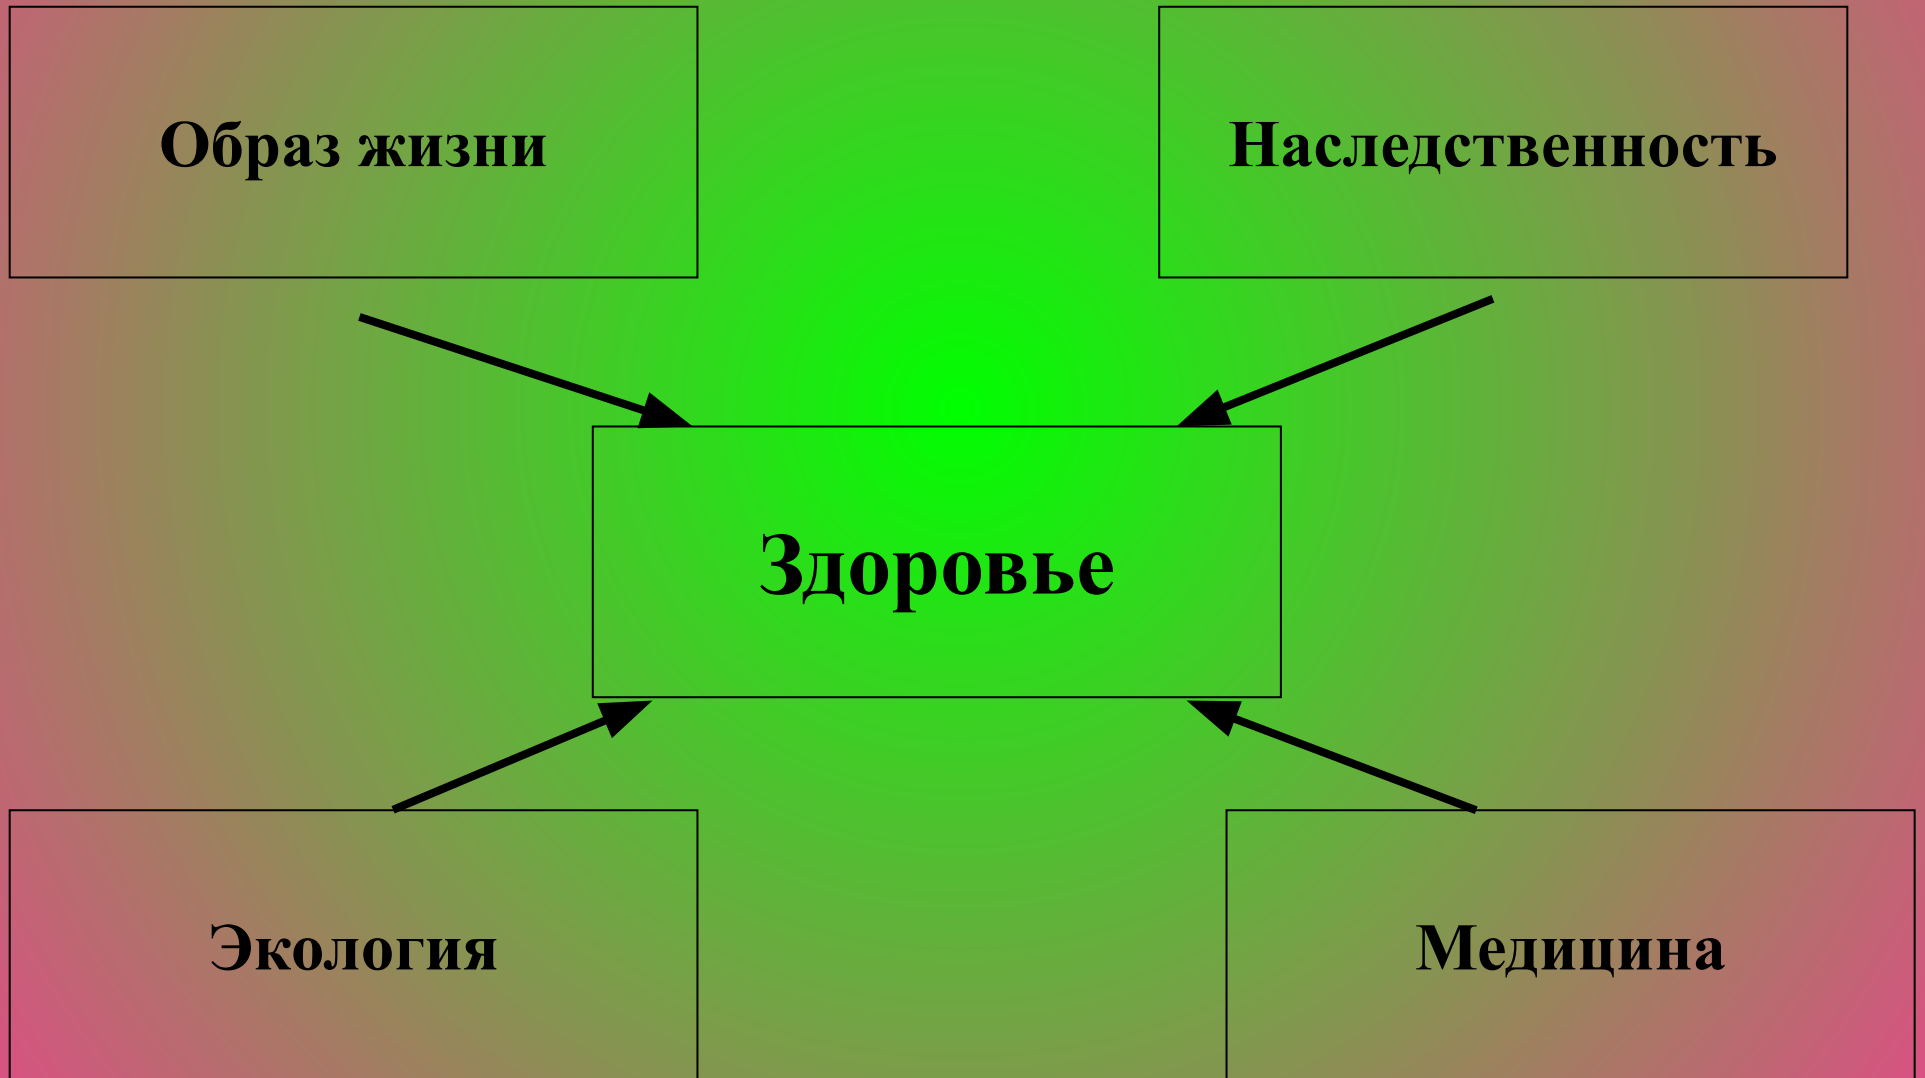 Образ жизни
Наследственность
Здоровье
Экология
Медицина